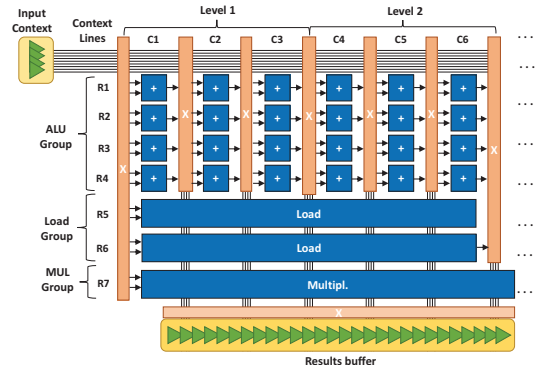 Input
Context
Context
Lines
Level 1
Level 2
C1 C2 C3 C4 C5 C6 ...
...
ALU
Group
R1 + + + + + + ...
R2 X + + X + + X + X + X + X
R3 + + + + + + ...
X
R4 + + + + + + ...
X
Load
Group
R5 Load ...
R6 Load ...
MUL
Group
R7 Multipl. ...
X
Results buffer